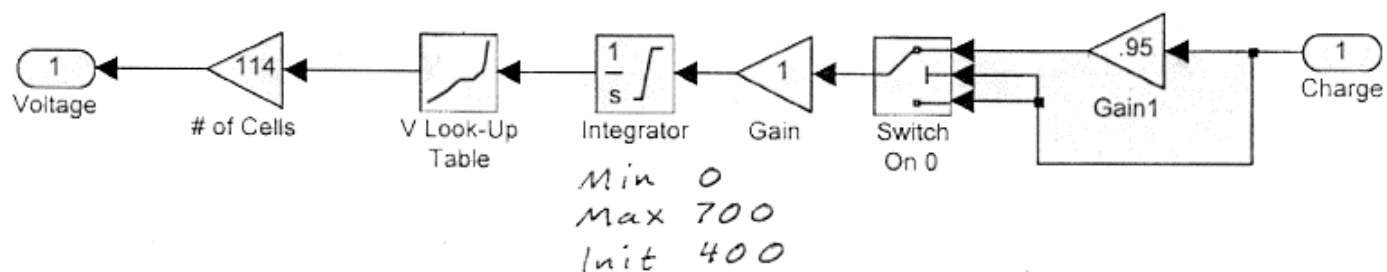 1
Voltage
114
# of Cells
V Look-Up
Table
1
s
Integrator
1
Gain
Switch
On 0
.95
Gain1
1
Charge
Min 0
Max 700
Init 400